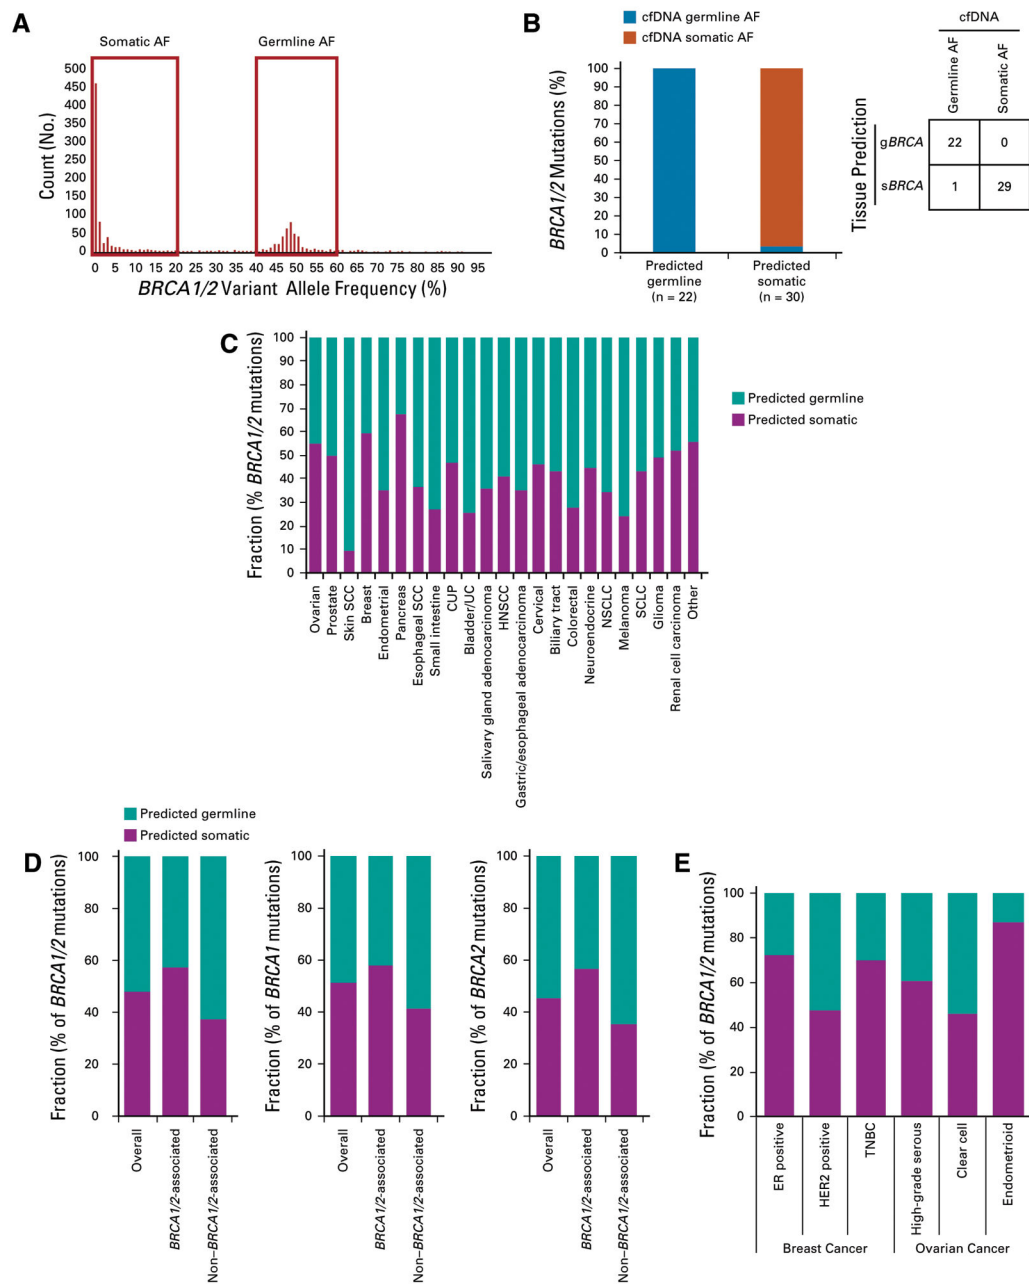 A
Somatic AF
Germline AF
Count (No.)
500
450
400
350
300
250
200
150
100
50
0
0 5 10 15 20 25 30 35 40 45 50 55 60 65 70 75 80 85 90 95
BRCA1/2 Variant Allele Frequency (%)
B
cfDNA germline AF
cfDNA somatic AF
BRCA1/2 Mutations (%)
100
90
80
70
60
50
40
30
20
10
0
Predicted
germline
(n = 22)
Predicted
somatic
(n = 30)
cfDNA
Germline AF
Somatic AF
Tissue Prediction
gBRCA 22 0
sBRCA 1 29
C
Fraction (% BRCA1/2 mutations)
100
90
80
70
60
50
40
30
20
10
0
Predicted germline
Predicted somatic
Ovarian
Prostate
Skin SCC
Breast
Endometrial
Pancreas
Esophageal SCC
Small intestine
CUP
Bladder/UC
Salivary gland adenocarcinoma
HNSCC
Gastric/esophageal adenocarcinoma
Cervical
Biliary tract
Colorectal
Neuroendocrine
NSCLC
Melanoma
SCLC
Glioma
Renal cell carcinoma
Other
Predicted germline
Predicted somatic
D
Fraction (% of BRCA1/2 mutations)
100
80
60
40
20
0
Overall
BRCA1/2-associated
Non–BRCA1/2-associated
Fraction (% of BRCA1 mutations)
100
80
60
40
20
0
Overall
BRCA1/2-associated
Non–BRCA1/2-associated
Fraction (% of BRCA2 mutations)
100
80
60
40
20
0
Overall
BRCA1/2-associated
Non–BRCA1/2-associated
E
Fraction (% of BRCA1/2 mutations)
100
80
60
40
20
0
ER positive
HER2 positive
TNBC
High-grade serous
Clear cell
Endometrioid
Breast Cancer
Ovarian Cancer